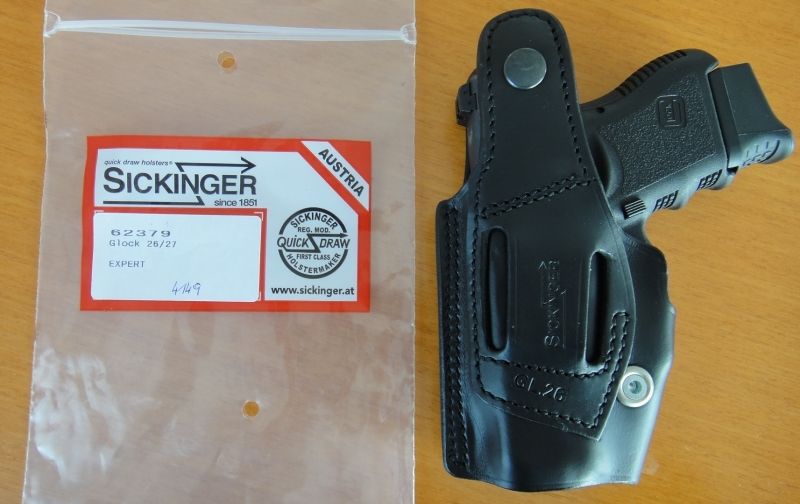 quick draw holsters®
SICKINGER
since 1851
AUSTRIA
62379
Glock 26/27
EXPERT
4149
SICKINGER
REG. MOD.
QUICK DRAW
FIRST CLASS
HOLSTERMAKER
www.sickinger.at
SICKINGER
GL.26
GLOCK